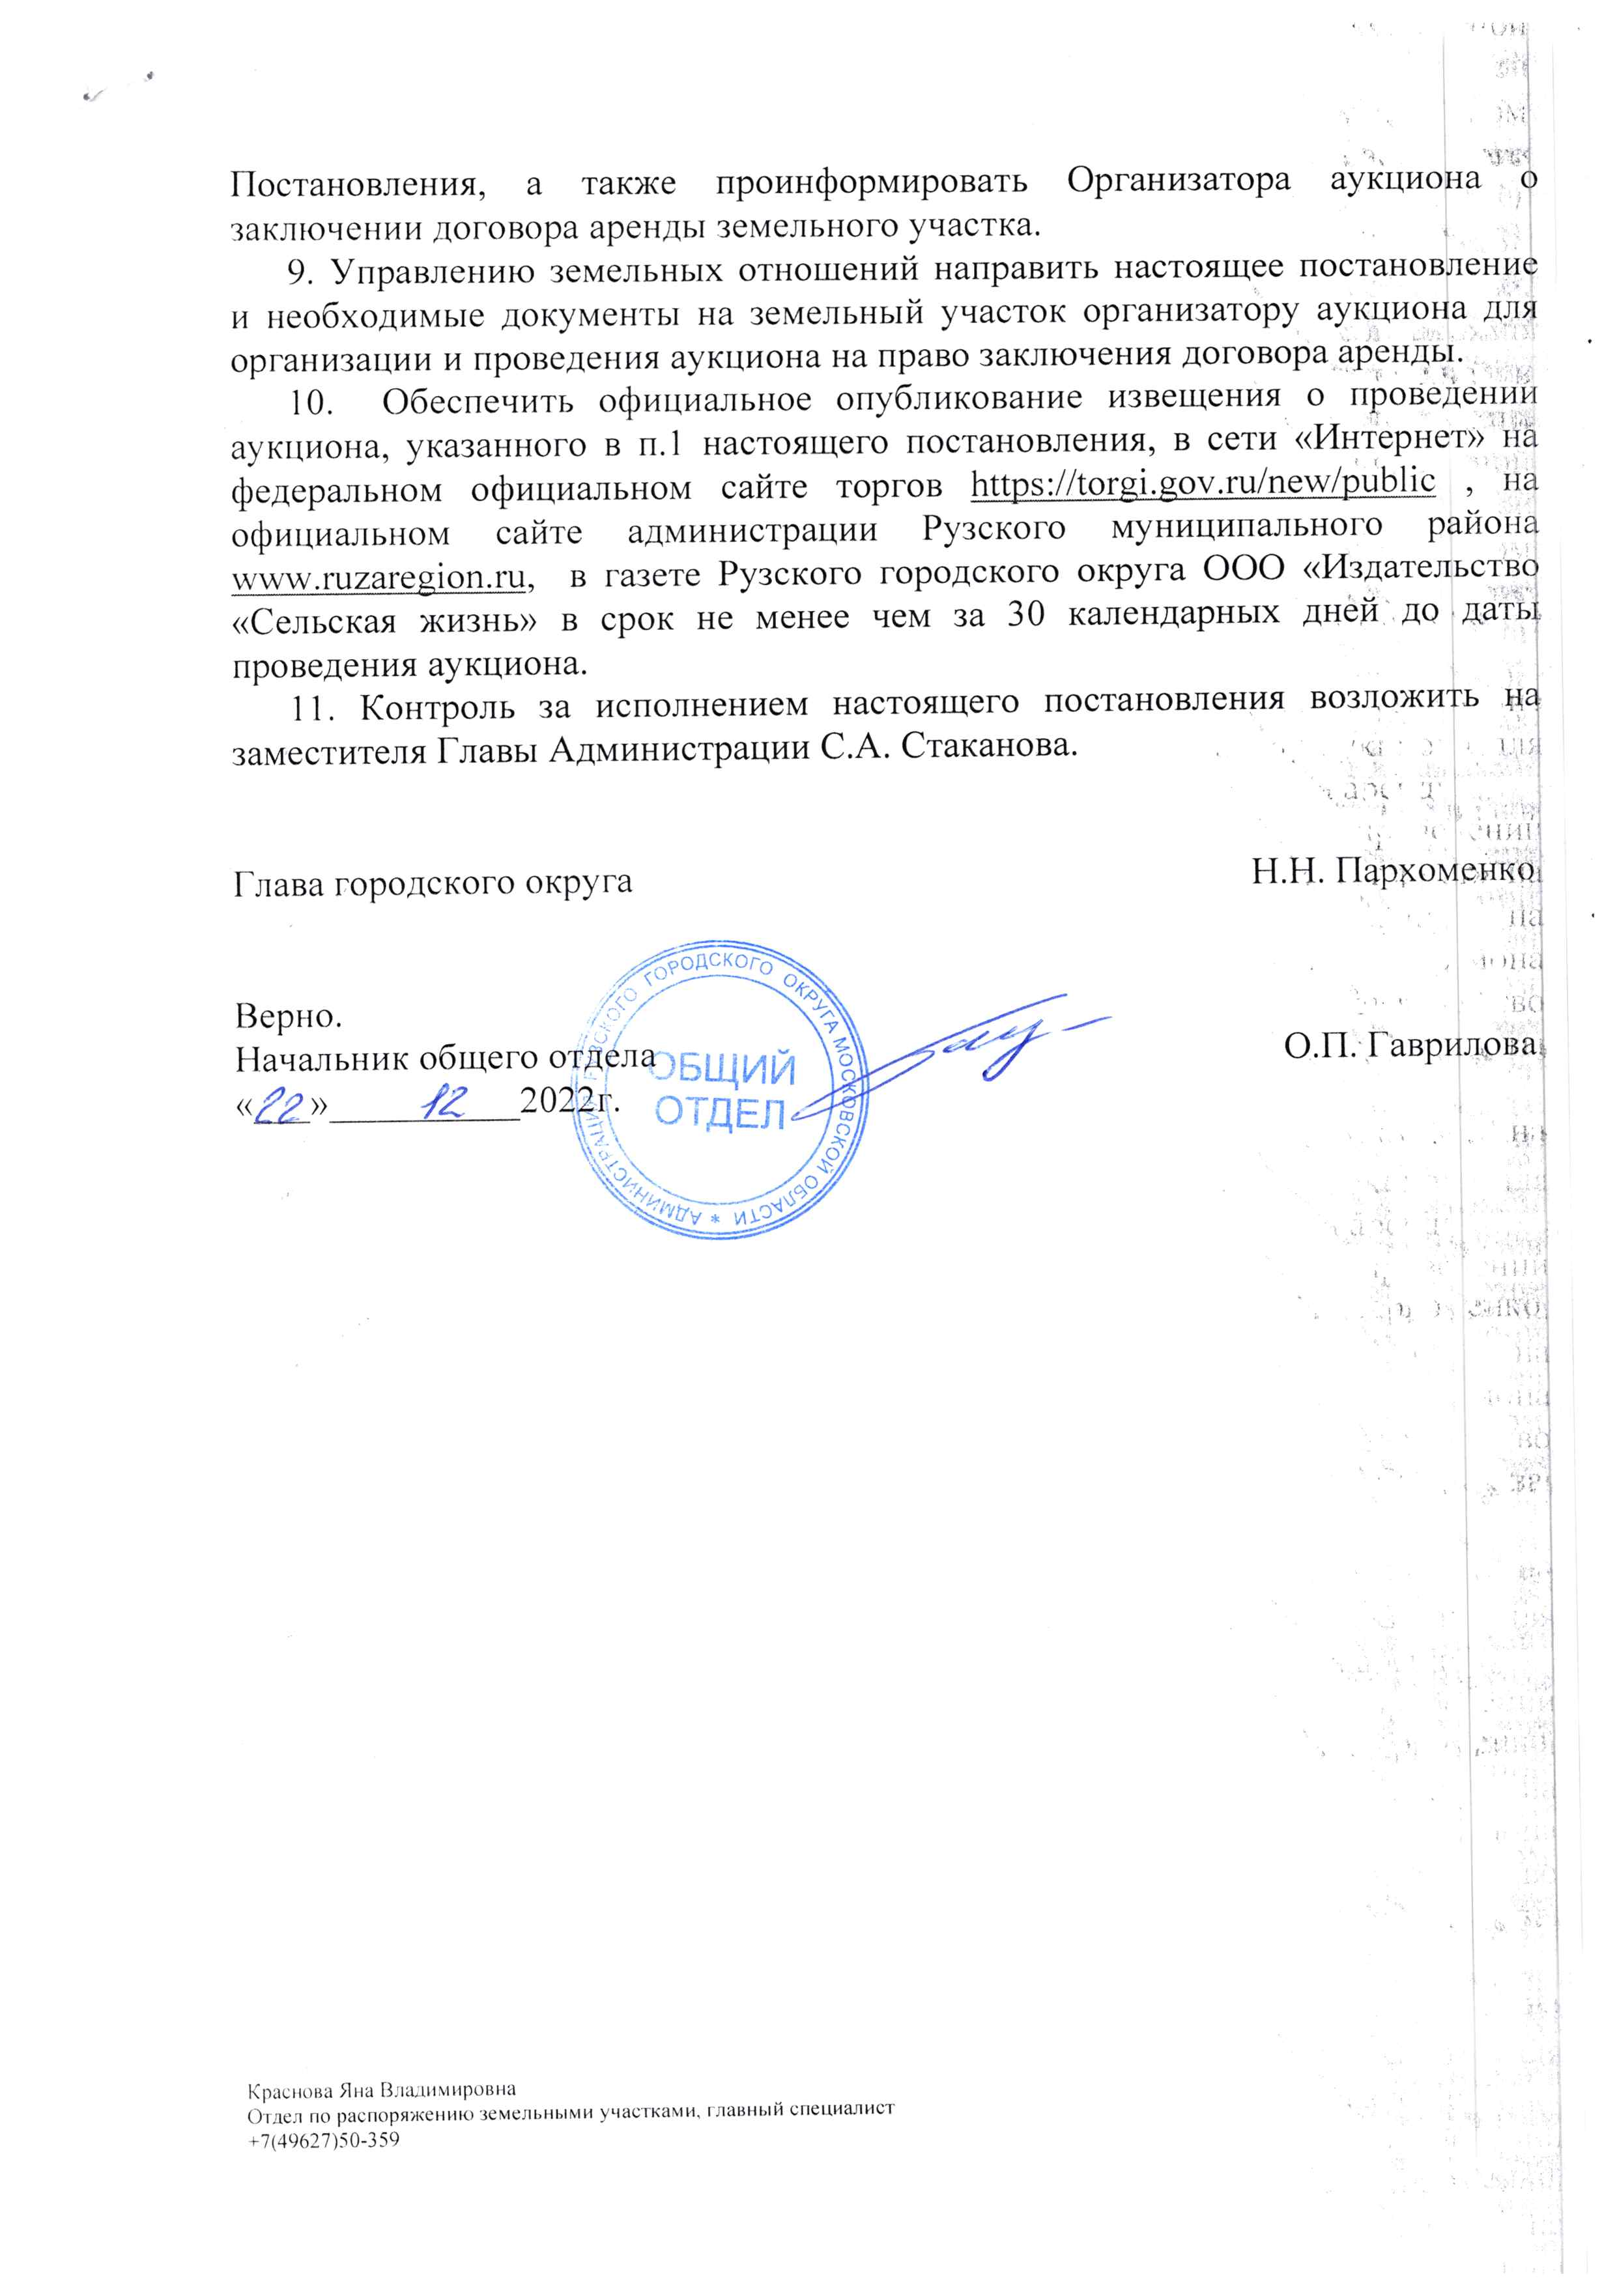 Постановления, а также проинформировать Организатора аукциона о
заключении договора аренды земельного участка.
9. Управлению земельных отношений направить настоящее постановление
и необходимые документы на земельный участок организатору аукциона для
организации и проведения аукциона на право заключения договора аренды.
10. Обеспечить официальное опубликование извещения о проведении
аукциона, указанного в п.1 настоящего постановления, в сети «Интернет» на
федеральном официальном сайте торгов https://torgi.gov.ru/new/public , на
официальном сайте администрации Рузского муниципального района
www.ruzaregion.ru, в газете Рузского городского округа ООО «Издательство
«Сельская жизнь» в срок не менее чем за 30 календарных дней до даты
проведения аукциона.
11. Контроль за исполнением настоящего постановления возложить на
заместителя Главы Администрации С.А. Стаканова.
Глава городского округа Н.Н. Пархоменко
Верно.
Начальник общего отдела О.П. Гаврилова
«22» 12 2022г.
АДМИНИСТРАЦИЯ РУЗСКОГО ГОРОДСКОГО ОКРУГА МОСКОВСКОЙ ОБЛАСТИ *
ОБЩИЙ
ОТДЕЛ
Краснова Яна Владимировна
Отдел по распоряжению земельными участками, главный специалист
+7(49627)50-359